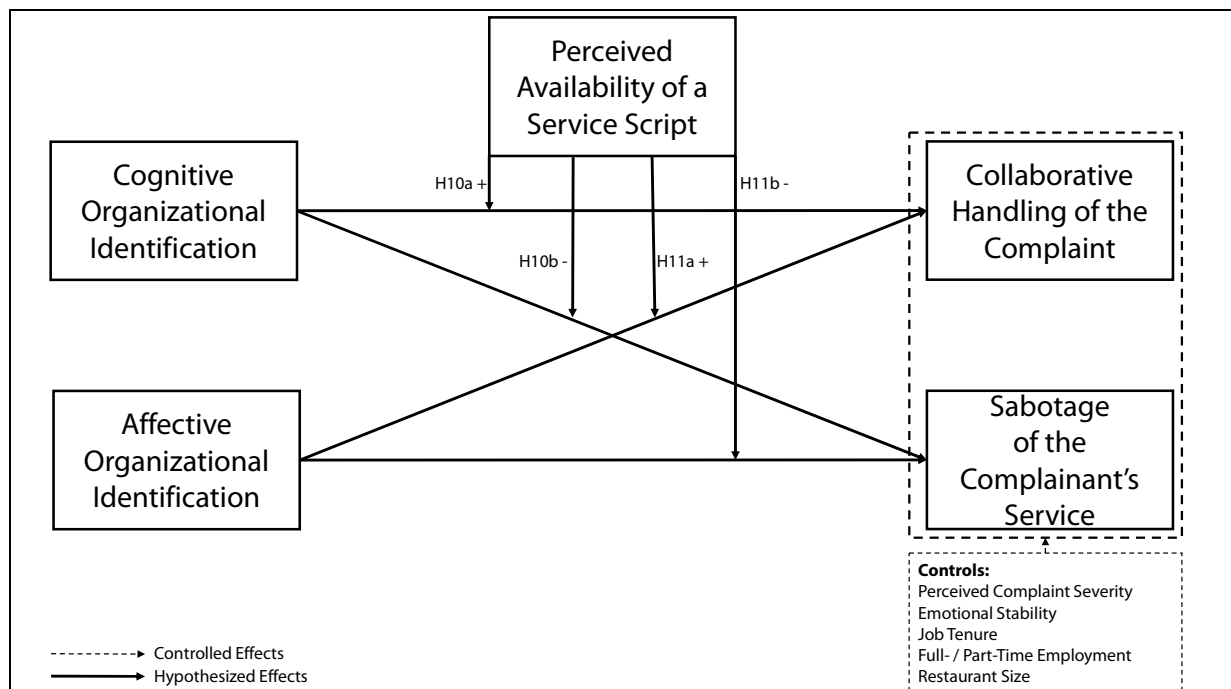 Perceived
Availability of a
Service Script
Cognitive
Organizational
Identification
H10a +
H11b -
Collaborative
Handling of the
Complaint
H10b -
H11a +
Affective
Organizational
Identification
Sabotage
of the
Complainant’s
Service
Controls:
Perceived Complaint Severity
Emotional Stability
Job Tenure
Full- / Part-Time Employment
Restaurant Size
Controlled Effects
Hypothesized Effects